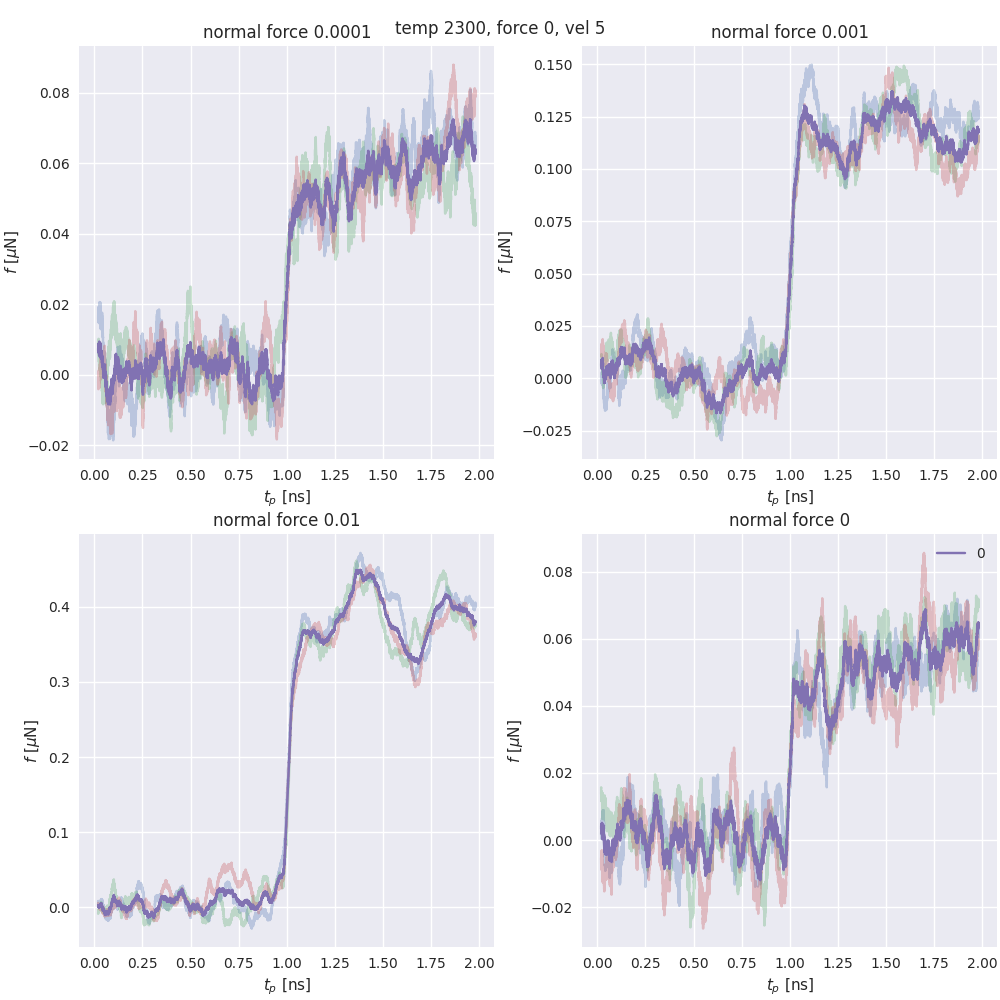 temp 2300, force 0, vel 5
normal force 0.0001
0.08
0.06
0.04
0.02
0.00
−0.02
f [μN]
0.00 0.25 0.50 0.75 1.00 1.25 1.50 1.75 2.00
t_p [ns]
normal force 0.001
0.150
0.125
0.100
0.075
0.050
0.025
0.000
−0.025
f [μN]
0.00 0.25 0.50 0.75 1.00 1.25 1.50 1.75 2.00
t_p [ns]
normal force 0.01
0.4
0.3
0.2
0.1
0.0
f [μN]
0.00 0.25 0.50 0.75 1.00 1.25 1.50 1.75 2.00
t_p [ns]
normal force 0
0
0.08
0.06
0.04
0.02
0.00
−0.02
f [μN]
0.00 0.25 0.50 0.75 1.00 1.25 1.50 1.75 2.00
t_p [ns]